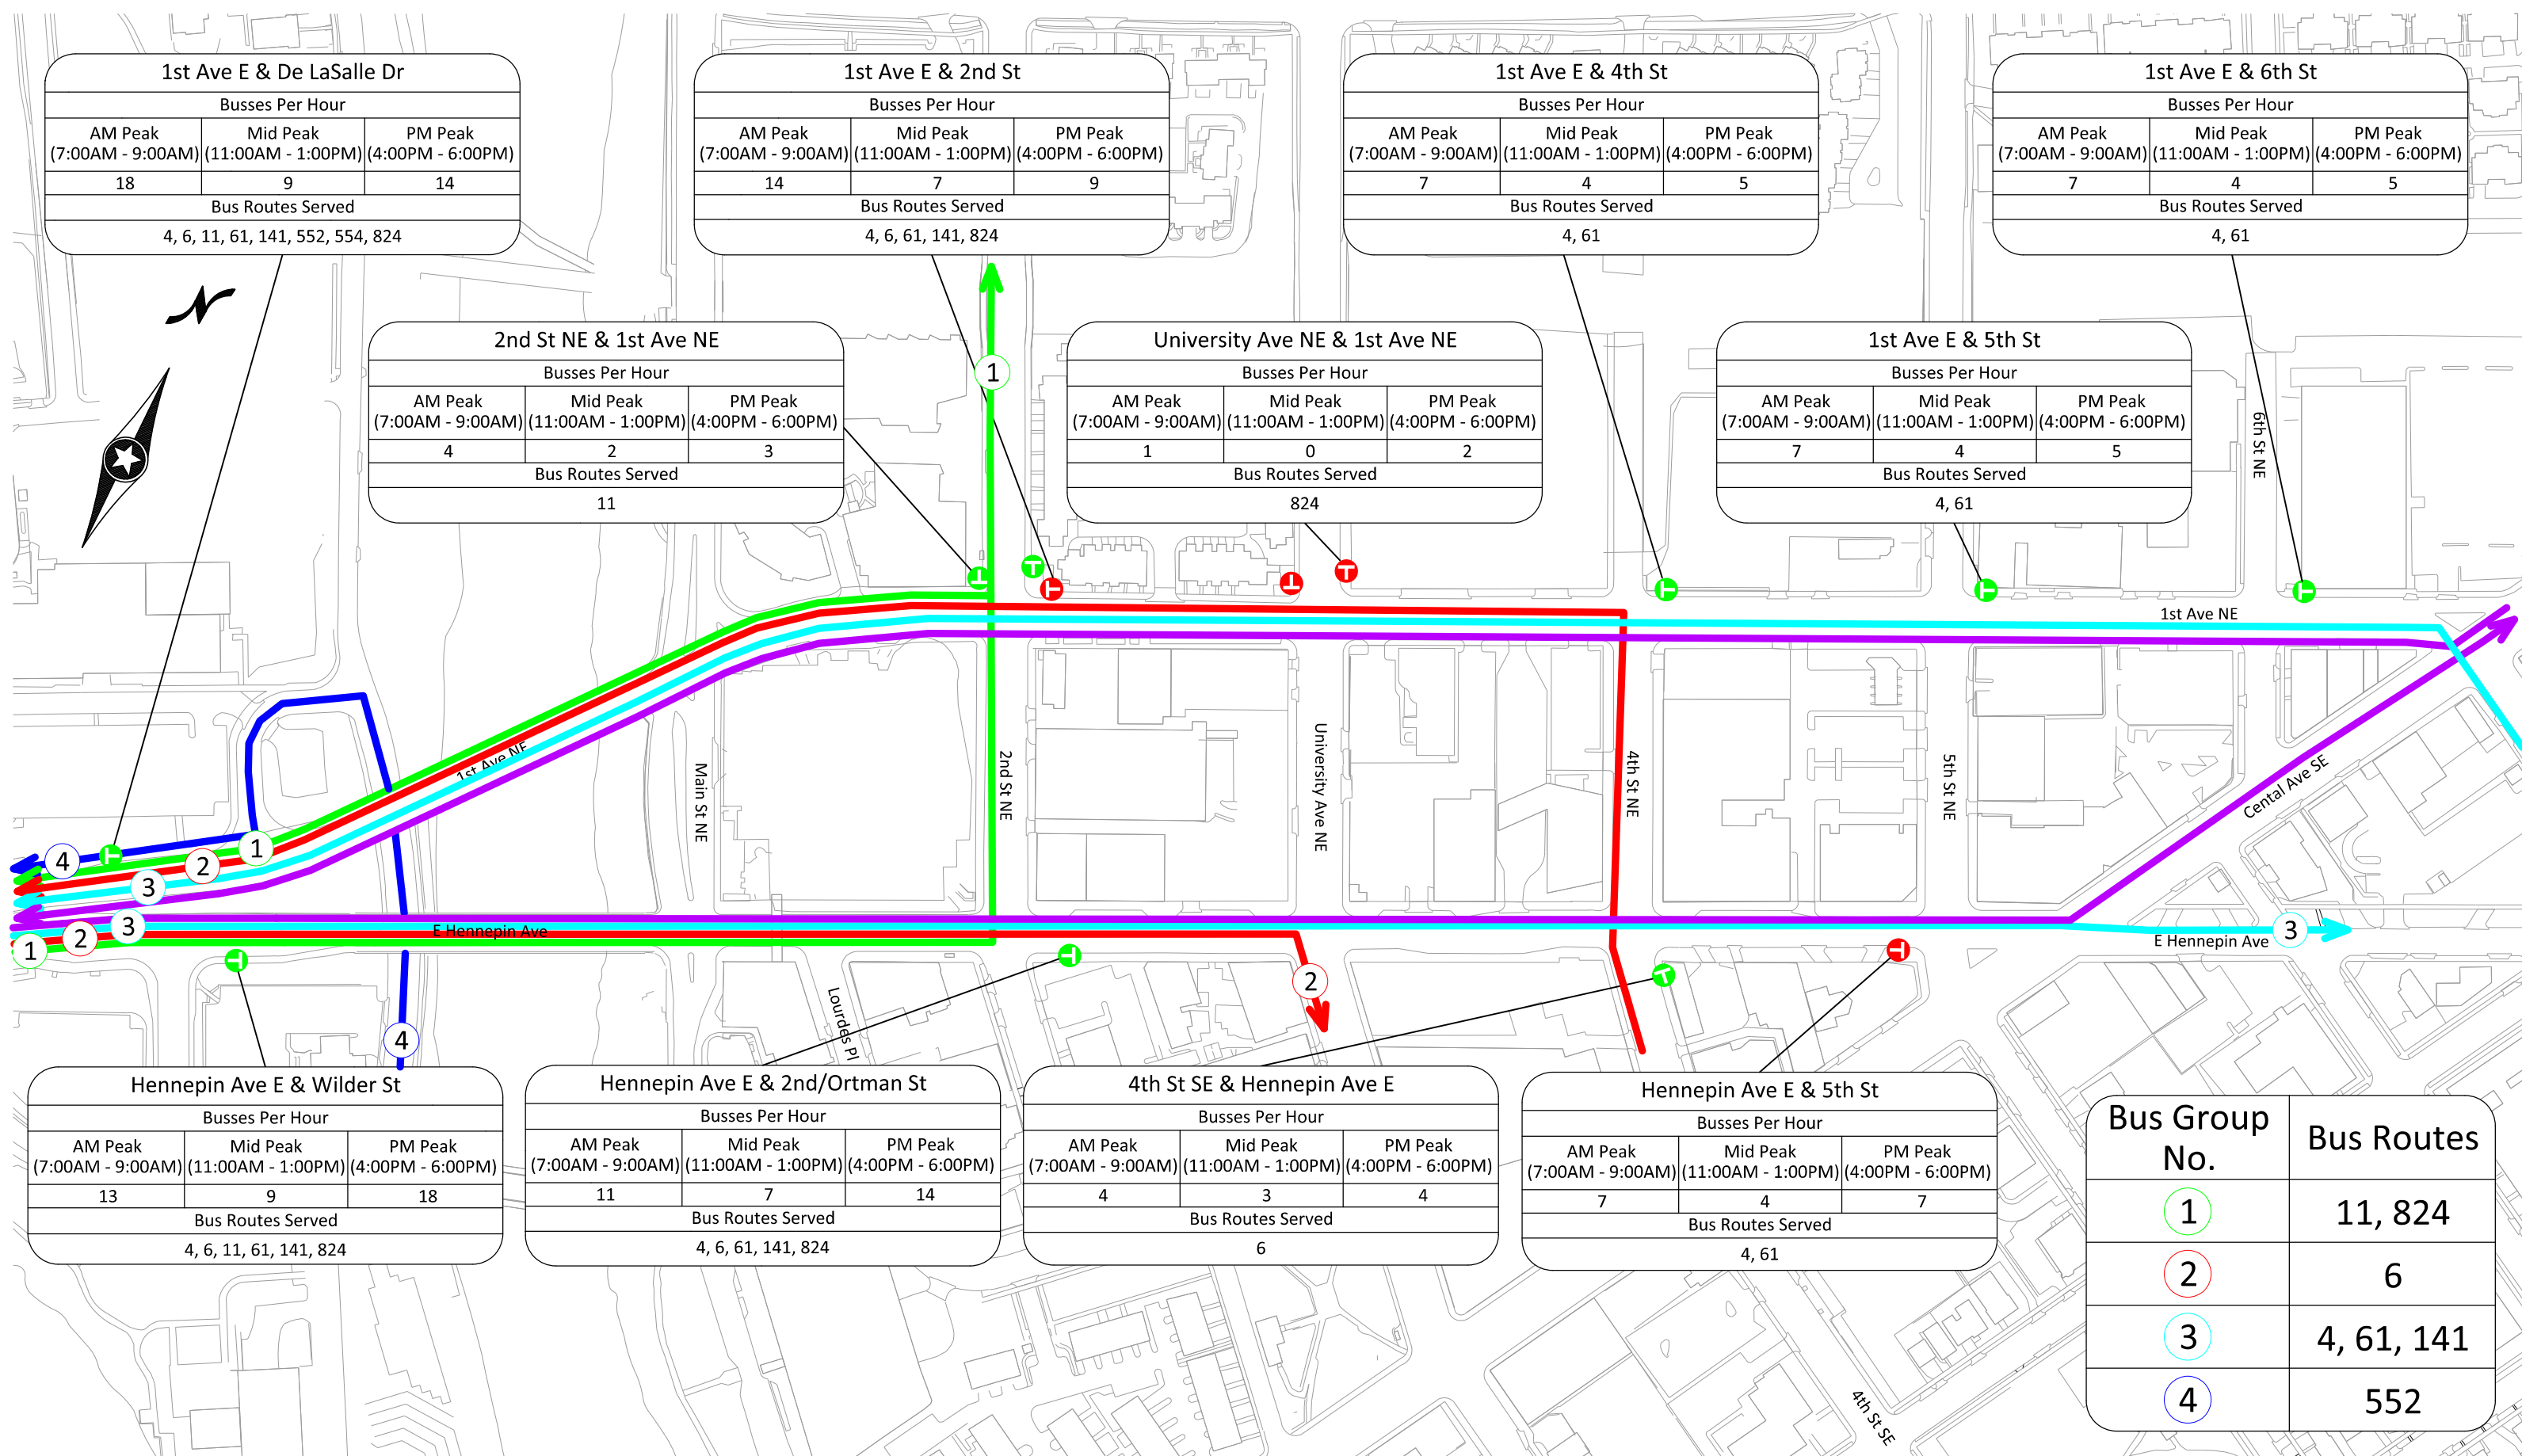 1st Ave E & De LaSalle Dr
Busses Per Hour
AM Peak
(7:00AM - 9:00AM)
Mid Peak
(11:00AM - 1:00PM)
PM Peak
(4:00PM - 6:00PM)
18
9
14
Bus Routes Served
4, 6, 11, 61, 141, 552, 554, 824
1st Ave E & 2nd St
Busses Per Hour
AM Peak
(7:00AM - 9:00AM)
Mid Peak
(11:00AM - 1:00PM)
PM Peak
(4:00PM - 6:00PM)
14
7
9
Bus Routes Served
4, 6, 61, 141, 824
1st Ave E & 4th St
Busses Per Hour
AM Peak
(7:00AM - 9:00AM)
Mid Peak
(11:00AM - 1:00PM)
PM Peak
(4:00PM - 6:00PM)
7
4
5
Bus Routes Served
4, 61
1st Ave E & 6th St
Busses Per Hour
AM Peak
(7:00AM - 9:00AM)
Mid Peak
(11:00AM - 1:00PM)
PM Peak
(4:00PM - 6:00PM)
7
4
5
Bus Routes Served
4, 61
N
2nd St NE & 1st Ave NE
Busses Per Hour
AM Peak
(7:00AM - 9:00AM)
Mid Peak
(11:00AM - 1:00PM)
PM Peak
(4:00PM - 6:00PM)
4
2
3
Bus Routes Served
11
1
University Ave NE & 1st Ave NE
Busses Per Hour
AM Peak
(7:00AM - 9:00AM)
Mid Peak
(11:00AM - 1:00PM)
PM Peak
(4:00PM - 6:00PM)
1
0
2
Bus Routes Served
824
1st Ave E & 5th St
Busses Per Hour
AM Peak
(7:00AM - 9:00AM)
Mid Peak
(11:00AM - 1:00PM)
PM Peak
(4:00PM - 6:00PM)
7
4
5
Bus Routes Served
4, 61
6th St NE
T
T
T
T
T
T
T
T
1st Ave NE
1st Ave NE
Main St NE
2nd St NE
University Ave NE
4th St NE
5th St NE
Cental Ave SE
4
T
1
2
3
3
2
1
E Hennepin Ave
E Hennepin Ave
3
T
T
T
T
2
4
Lourdes Pl
Hennepin Ave E & Wilder St
Busses Per Hour
AM Peak
(7:00AM - 9:00AM)
Mid Peak
(11:00AM - 1:00PM)
PM Peak
(4:00PM - 6:00PM)
13
9
18
Bus Routes Served
4, 6, 11, 61, 141, 824
Hennepin Ave E & 2nd/Ortman St
Busses Per Hour
AM Peak
(7:00AM - 9:00AM)
Mid Peak
(11:00AM - 1:00PM)
PM Peak
(4:00PM - 6:00PM)
11
7
14
Bus Routes Served
4, 6, 61, 141, 824
4th St SE & Hennepin Ave E
Busses Per Hour
AM Peak
(7:00AM - 9:00AM)
Mid Peak
(11:00AM - 1:00PM)
PM Peak
(4:00PM - 6:00PM)
4
3
4
Bus Routes Served
6
Hennepin Ave E & 5th St
Busses Per Hour
AM Peak
(7:00AM - 9:00AM)
Mid Peak
(11:00AM - 1:00PM)
PM Peak
(4:00PM - 6:00PM)
7
4
7
Bus Routes Served
4, 61
4th St SE
Bus Group
No.
Bus Routes
1
11, 824
2
6
3
4, 61, 141
4
552